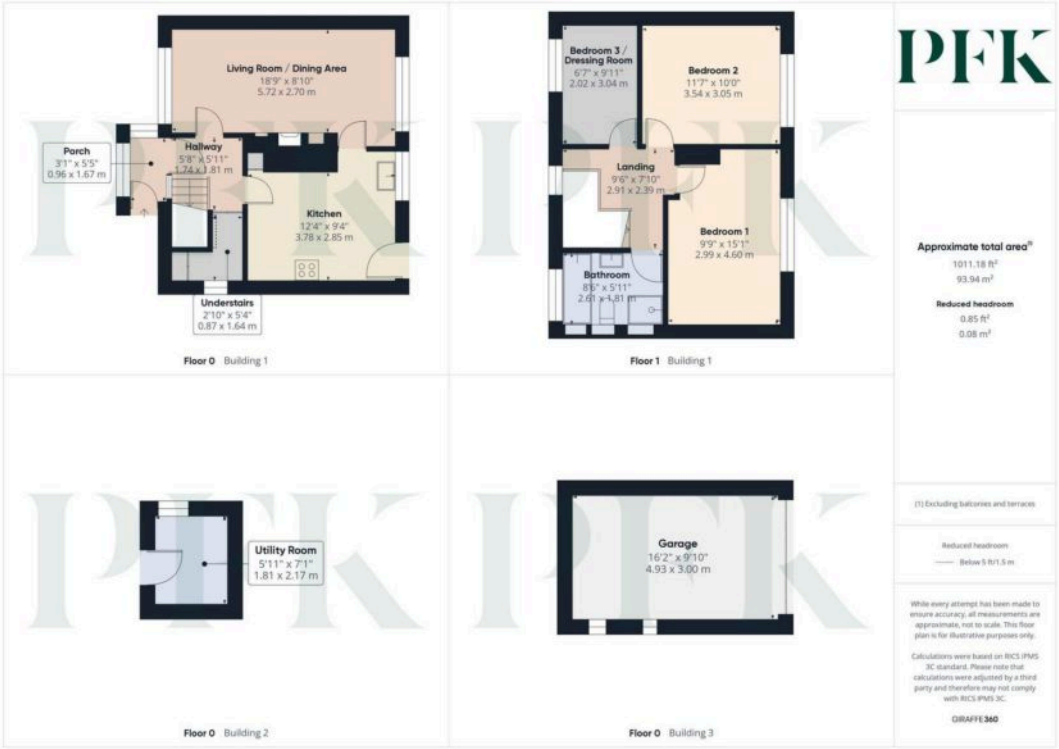 Living Room / Dining Area
18'9" x 8'10"
5.72 x 2.70 m
Porch
3'1" x 5'5"
0.96 x 1.67 m
Hallway
5'8" x 5'11"
1.74 x 1.81 m
Kitchen
12'4" x 9'4"
3.78 x 2.85 m
Understairs
2'10" x 5'4"
0.87 x 1.64 m
Floor 0 Building 1
Bedroom 3 /
Dressing Room
6'7" x 9'11"
2.02 x 3.04 m
Bedroom 2
11'7" x 10'0"
3.54 x 3.05 m
Landing
9'6" x 7'10"
2.91 x 2.39 m
Bedroom 1
9'9" x 15'1"
2.99 x 4.60 m
Bathroom
8'6" x 5'11"
2.61 x 1.81 m
Floor 1 Building 1
Utility Room
5'11" x 7'1"
1.81 x 2.17 m
Floor 0 Building 2
Garage
16'2" x 9'10"
4.93 x 3.00 m
Floor 0 Building 3
PFK
PFK
PFK
PFK
PFK
Approximate total area(1)
1011.18 ft²
93.94 m²
Reduced headroom
0.85 ft²
0.08 m²
(1) Excluding balconies and terraces
Reduced headroom
Below 5 ft/1.5 m
While every attempt has been made to
ensure accuracy, all measurements are
approximate, not to scale. This floor
plan is for illustrative purposes only.
Calculations were based on RICS IPMS
3C standard. Please note that
calculations were adjusted by a third
party and therefore may not comply
with RICS IPMS 3C.
GIRAFFE360